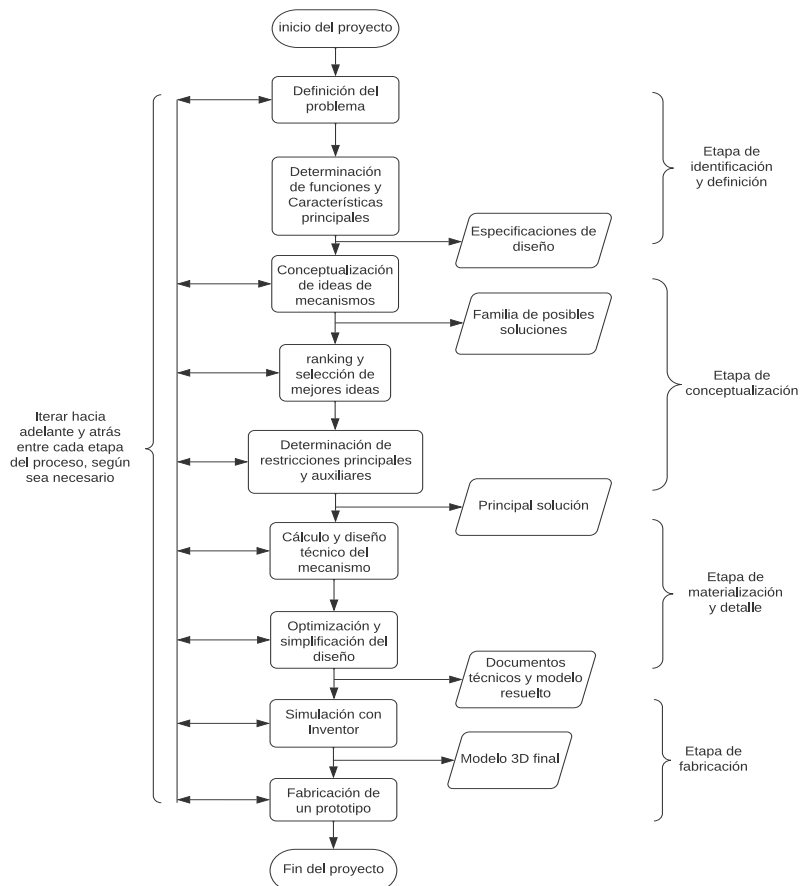 inicio del proyecto
Definición del
problema
Determinación
de funciones y
Características
principales
Etapa de
identificación
y definición
Especificaciones de
diseño
Conceptualización
de ideas de
mecanismos
Familia de posibles
soluciones
ranking y
selección de
mejores ideas
Etapa de
conceptualización
Iterar hacia
adelante y atrás
entre cada etapa
del proceso, según
sea necesario
Determinación de
restricciones principales
y auxiliares
Principal solución
Cálculo y diseño
técnico del
mecanismo
Etapa de
materialización
y detalle
Optimización y
simplificación del
diseño
Documentos
técnicos y modelo
resuelto
Simulación con
Inventor
Modelo 3D final
Etapa de
fabricación
Fabricación de
un prototipo
Fin del proyecto